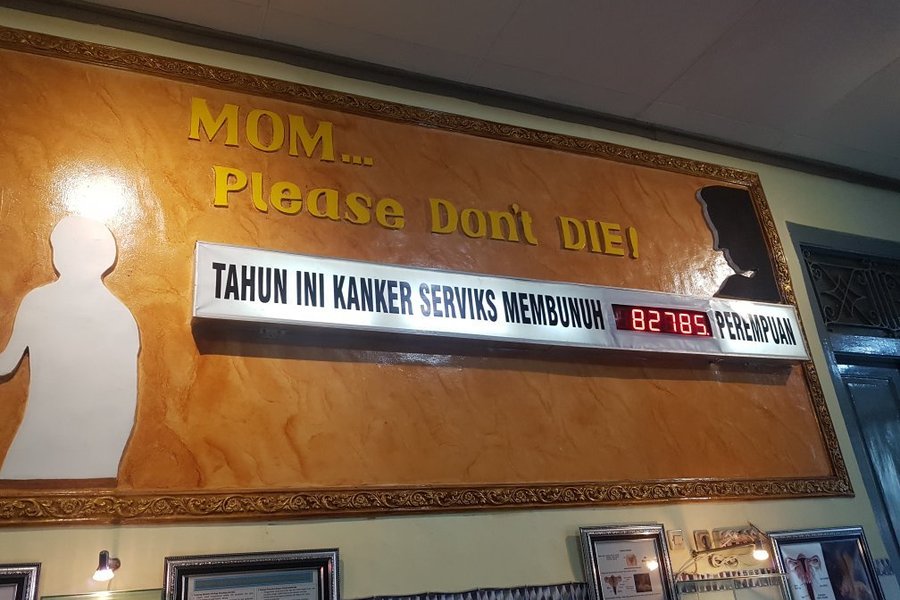 MOM...
Please Don't DIE!
TAHUN INI KANKER SERVIKS MEMBUNUH 82785. PEREMPUAN